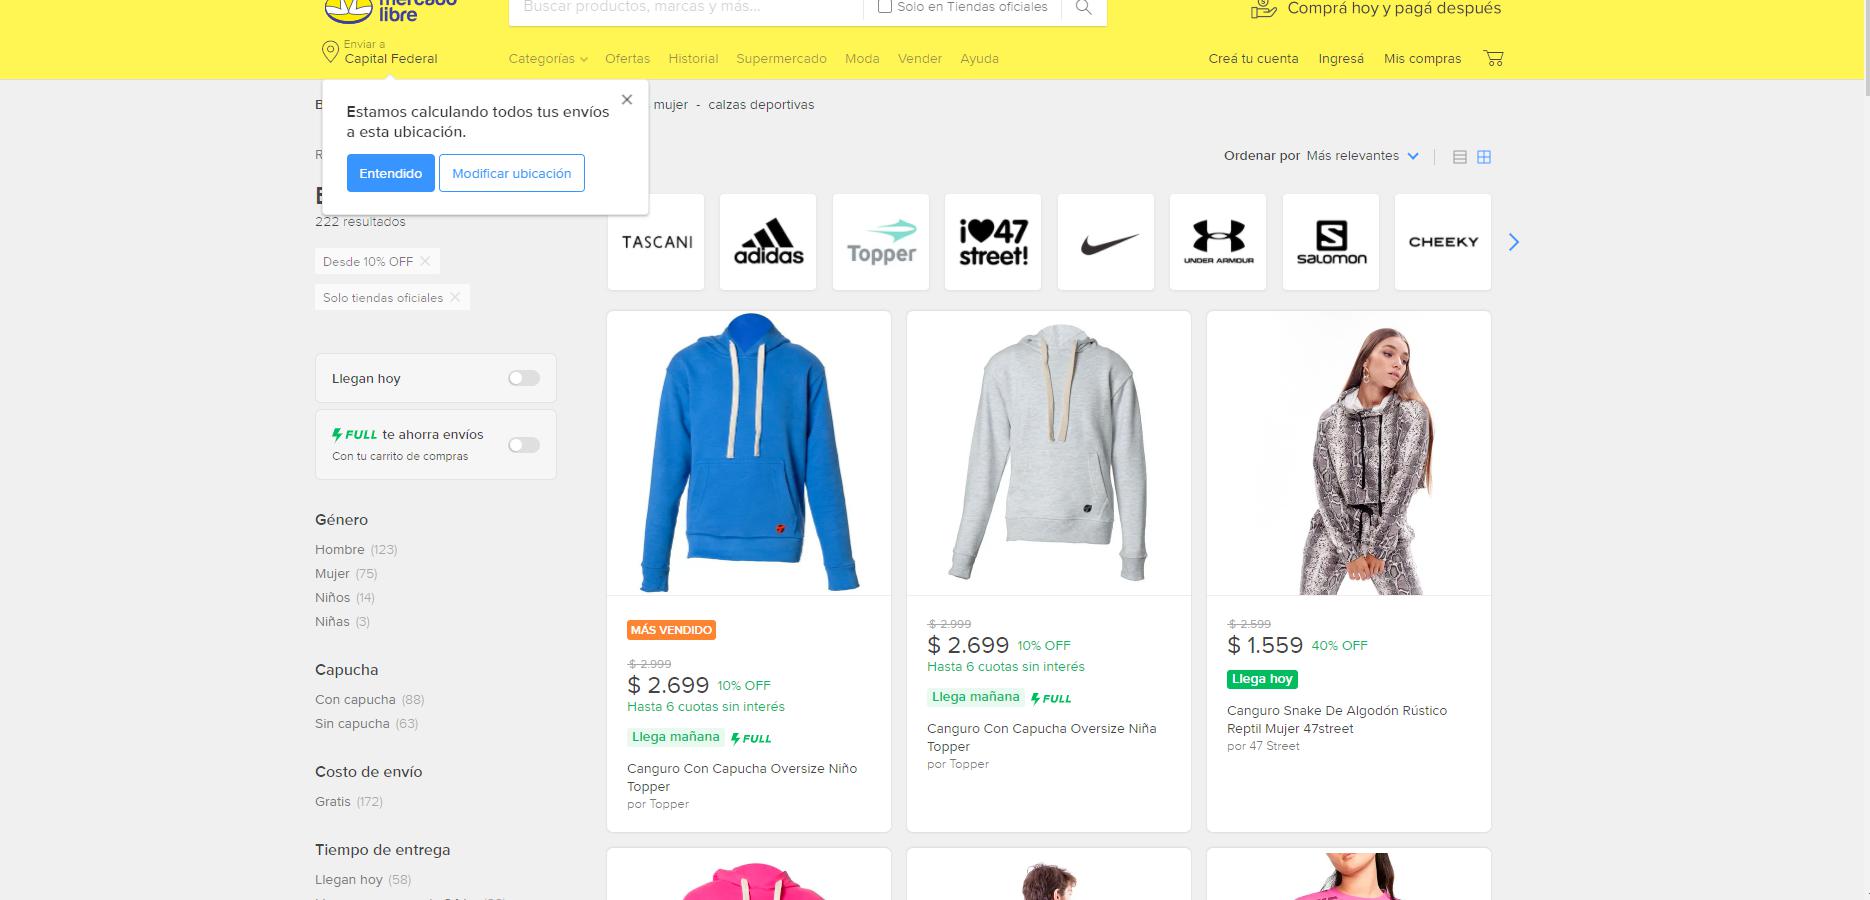 mercado
libre
Buscar productos, marcas y más...
Solo en Tiendas oficiales
Comprá hoy y pagá después
Enviar a
Capital Federal
Categorías
Ofertas
Historial
Supermercado
Moda
Vender
Ayuda
Creá tu cuenta
Ingresá
Mis compras
Estamos calculando todos tus envíos
a esta ubicación.
Entendido
Modificar ubicación
mujer - calzas deportivas
Ordenar por Más relevantes
222 resultados
Desde 10% OFF
Solo tiendas oficiales
TASCANI
adidas
Topper
i♥47
street!
UNDER ARMOUR
SALOMON
CHEEKY
Llegan hoy
FULL te ahorra envíos
Con tu carrito de compras
Género
Hombre (123)
Mujer (75)
Niños (14)
Niñas (3)
Capucha
Con capucha (88)
Sin capucha (63)
Costo de envío
Gratis (172)
Tiempo de entrega
Llegan hoy (58)
MÁS VENDIDO
$ 2.999
$ 2.699 10% OFF
Hasta 6 cuotas sin interés
Llega mañana FULL
Canguro Con Capucha Oversize Niño
Topper
por Topper
$ 2.999
$ 2.699 10% OFF
Hasta 6 cuotas sin interés
Llega mañana FULL
Canguro Con Capucha Oversize Niña
Topper
por Topper
$ 2.599
$ 1.559 40% OFF
Llega hoy
Canguro Snake De Algodón Rústico
Reptil Mujer 47street
por 47 Street